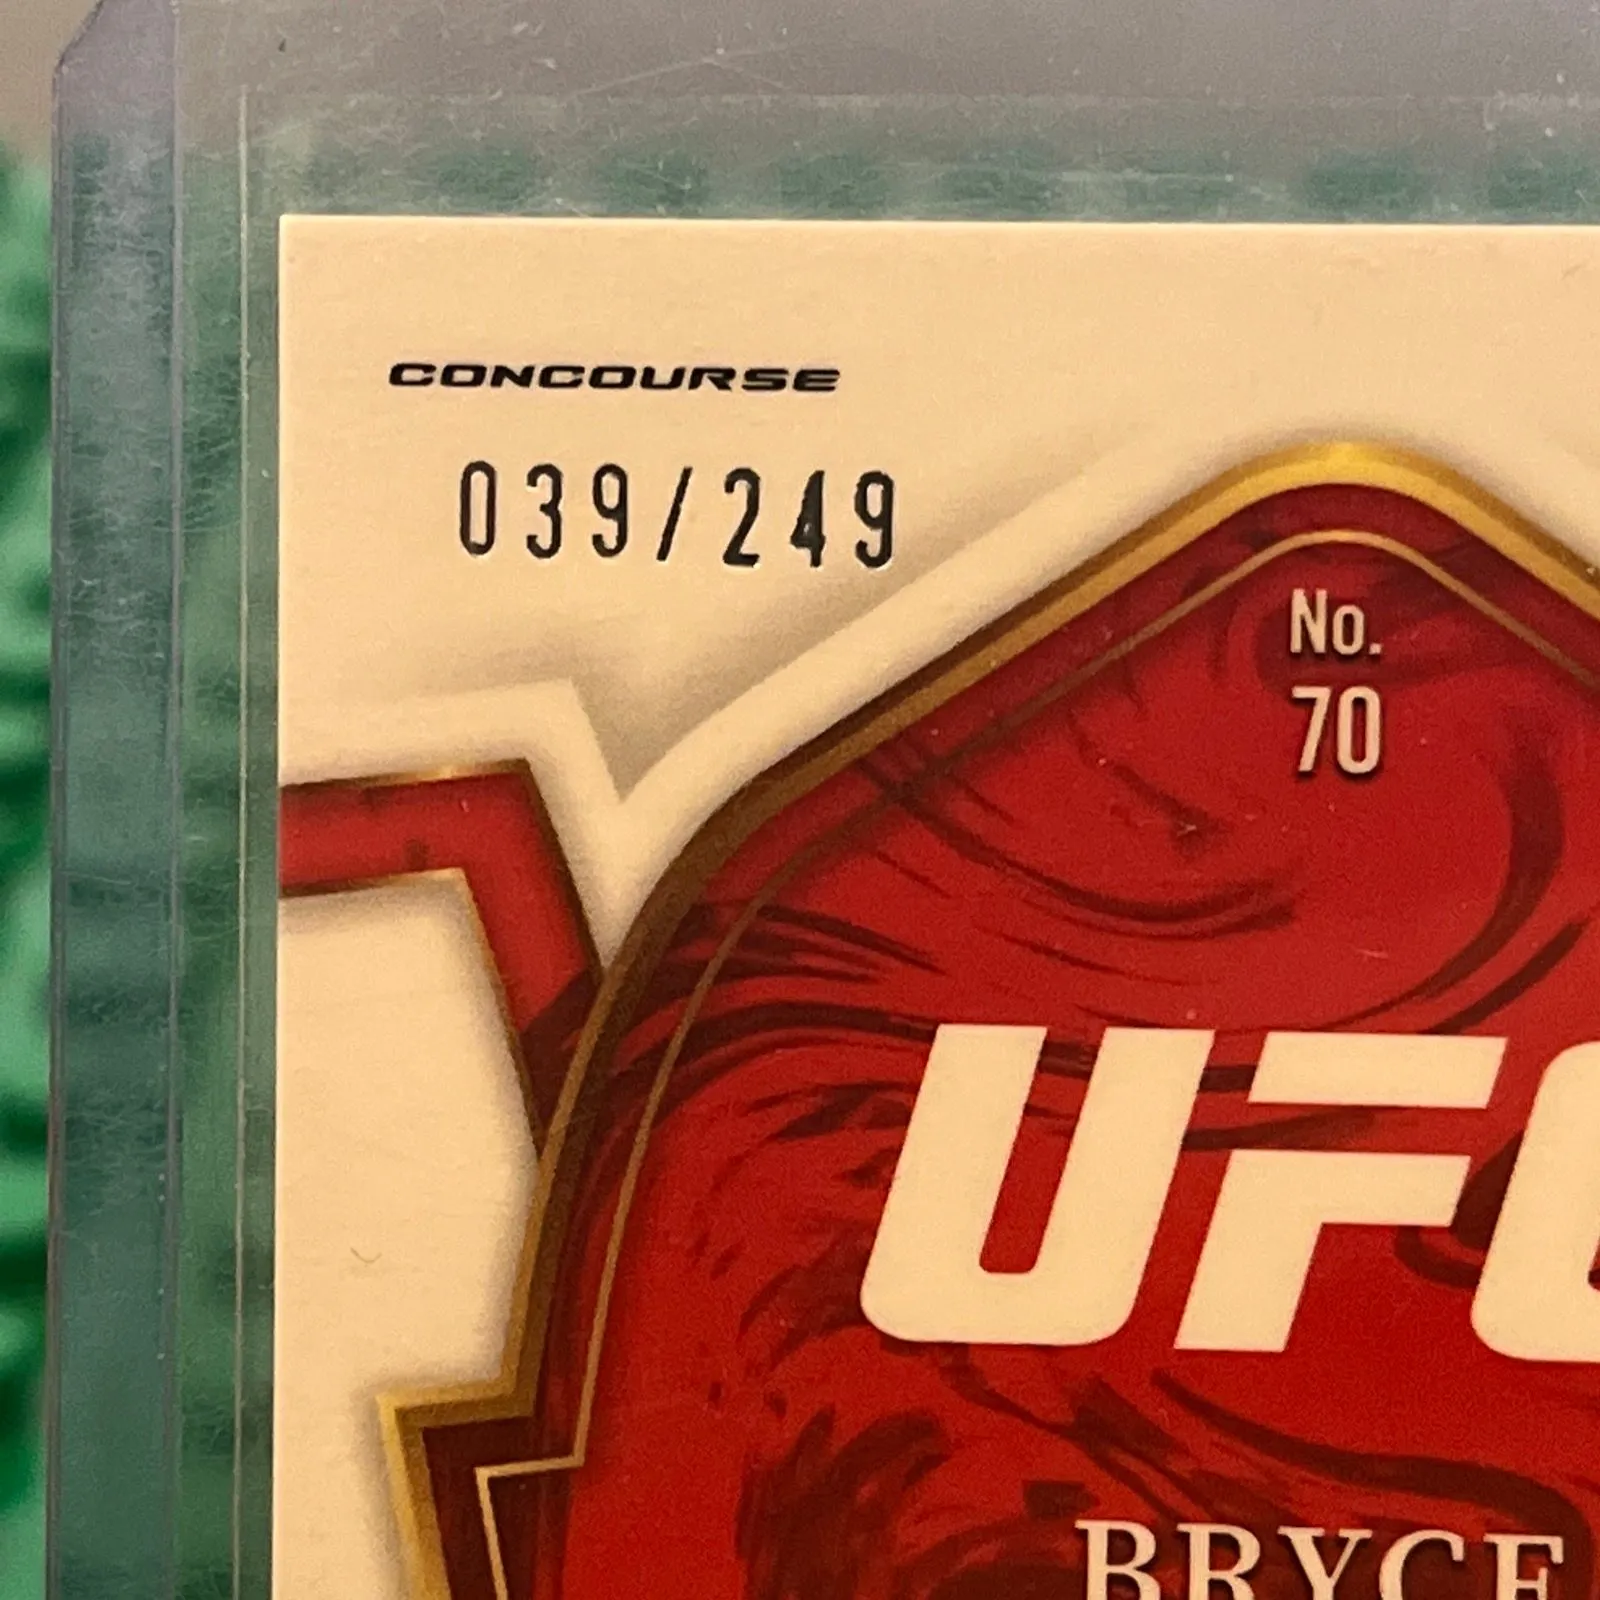 CONCOURSE
039/249
No.
70
UFC
BRYCE